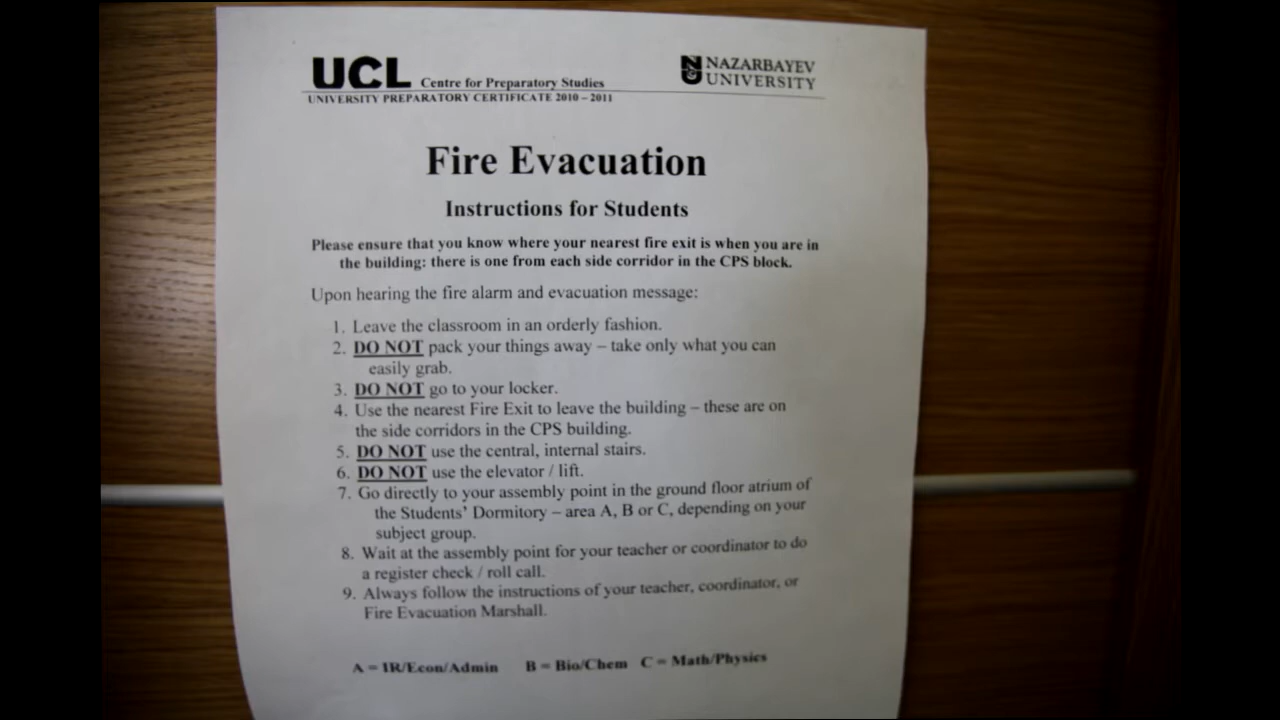 UCL Centre for Preparatory Studies
UNIVERSITY PREPARATORY CERTIFICATE 2010 – 2011
NAZARBAYEV
UNIVERSITY
Fire Evacuation
Instructions for Students
Please ensure that you know where your nearest fire exit is when you are in
the building: there is one from each side corridor in the CPS block.
Upon hearing the fire alarm and evacuation message:
1. Leave the classroom in an orderly fashion.
2. DO NOT pack your things away – take only what you can
easily grab.
3. DO NOT go to your locker.
4. Use the nearest Fire Exit to leave the building – these are on
the side corridors in the CPS building.
5. DO NOT use the central, internal stairs.
6. DO NOT use the elevator / lift.
7. Go directly to your assembly point in the ground floor atrium of
the Students' Dormitory – area A, B or C, depending on your
subject group.
8. Wait at the assembly point for your teacher or coordinator to do
a register check / roll call.
9. Always follow the instructions of your teacher, coordinator, or
Fire Evacuation Marshall.
A = IR/Econ/Admin B = Bio/Chem C = Math/Physics